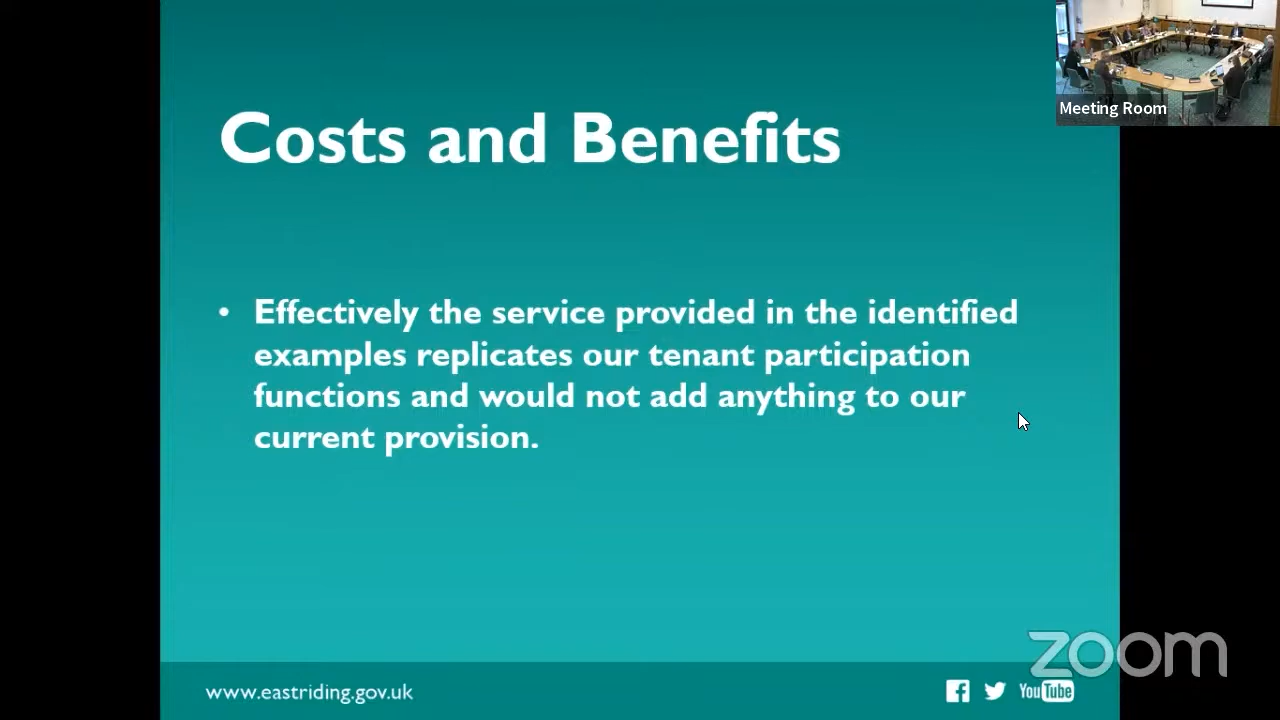 Meeting Room
Costs and Benefits
• Effectively the service provided in the identified
examples replicates our tenant participation
functions and would not add anything to our
current provision.
zoom
www.eastriding.gov.uk
YouTube